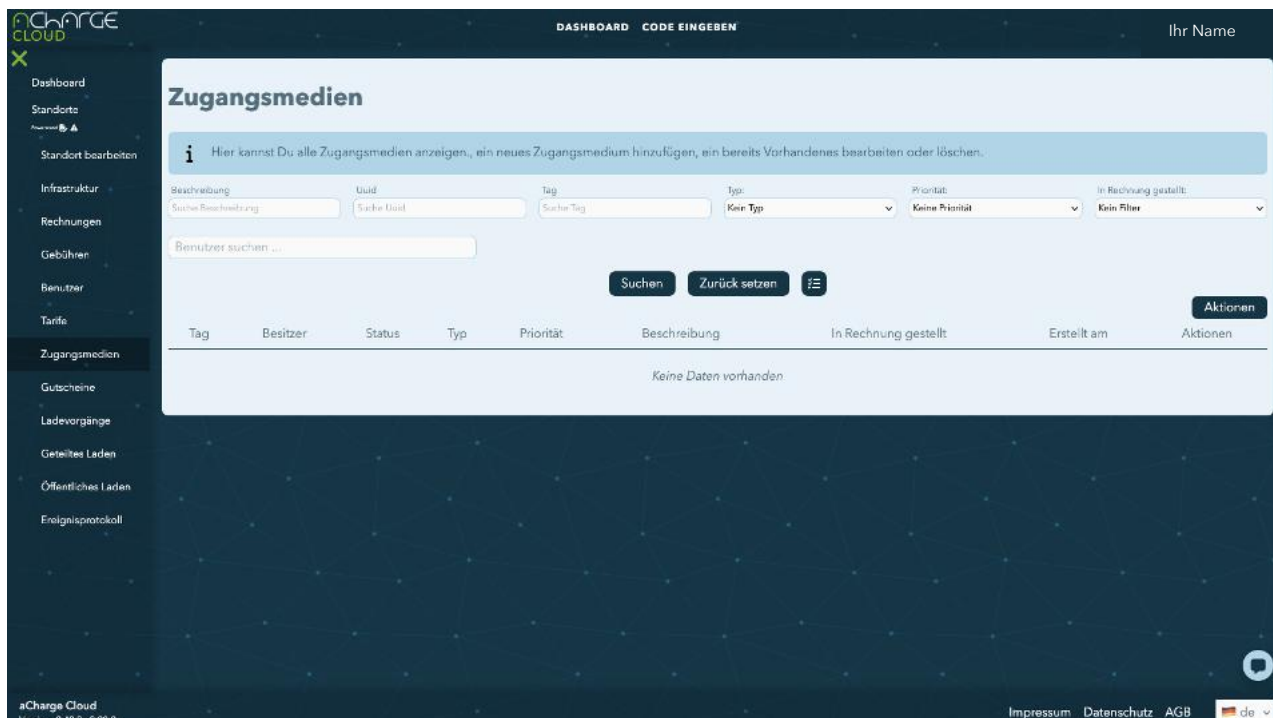 aCHARGE
CLOUD
DASHBOARD CODE EINGEBEN
Ihr Name
Dashboard
Standorte
Standort bearbeiten
Infrastruktur
Rechnungen
Gebühren
Benutzer
Tarife
Zugangsmedien
Gutscheine
Ladevorgänge
Geteiltes Laden
Öffentliches Laden
Ereignisprotokoll
Zugangsmedien
Hier kannst Du alle Zugangsmedien anzeigen., ein neues Zugangsmedium hinzufügen, ein bereits Vorhandenes bearbeiten oder löschen.
Beschreibung Uuid Tag Typ: Priorität: In Rechnung gestellt:
Suche Beschreibung Suche Uuid Suche Tag Kein Typ Keine Priorität Kein Filter
Benutzer suchen ...
Suchen Zurück setzen
Aktionen
Tag Besitzer Status Typ Priorität Beschreibung In Rechnung gestellt Erstellt am Aktionen
Keine Daten vorhanden
aCharge Cloud
Impressum Datenschutz AGB de